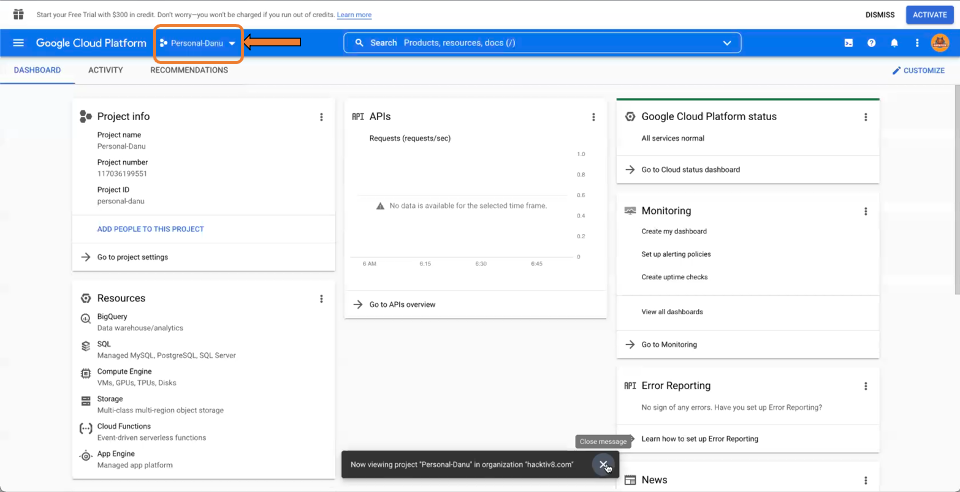 Start your Free Trial with $300 in credit. Don't worry—you won't be charged if you run out of credits. Learn more
DISMISS
ACTIVATE
Google Cloud Platform
Personal-Danu
Search Products, resources, docs (/)
DASHBOARD
ACTIVITY
RECOMMENDATIONS
CUSTOMIZE
Project info
Project name
Personal-Danu
Project number
117036199551
Project ID
personal-danu
ADD PEOPLE TO THIS PROJECT
Go to project settings
Resources
BigQuery
Data warehouse/analytics
SQL
Managed MySQL, PostgreSQL, SQL Server
Compute Engine
VMs, GPUs, TPUs, Disks
Storage
Multi-class multi-region object storage
Cloud Functions
Event-driven serverless functions
App Engine
Managed app platform
API APIs
Requests (requests/sec)
1.0
0.8
0.6
No data is available for the selected time frame.
0.4
0.2
0
6 AM 6:15 6:30 6:45
Go to APIs overview
Google Cloud Platform status
All services normal
Go to Cloud status dashboard
Monitoring
Create my dashboard
Set up alerting policies
Create uptime checks
View all dashboards
Go to Monitoring
API Error Reporting
No sign of any errors. Have you set up Error Reporting?
Learn how to set up Error Reporting
News
Close message
Now viewing project "Personal-Danu" in organization "hacktiv8.com"